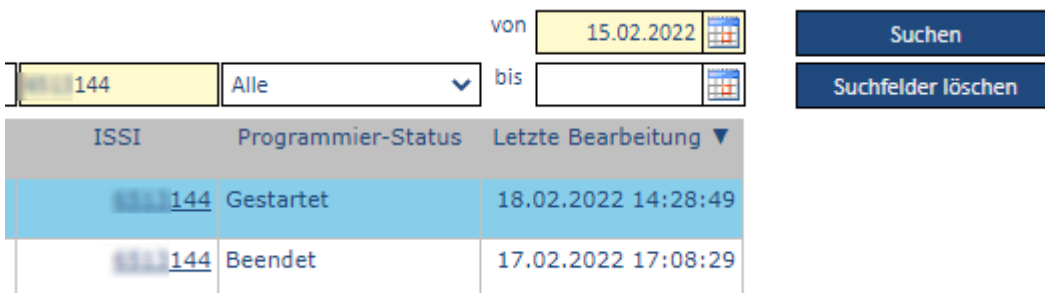 von 15.02.2022 Suchen
144 Alle bis Suchfelder löschen
ISSI Programmier-Status Letzte Bearbeitung ▼
144 Gestartet 18.02.2022 14:28:49
144 Beendet 17.02.2022 17:08:29